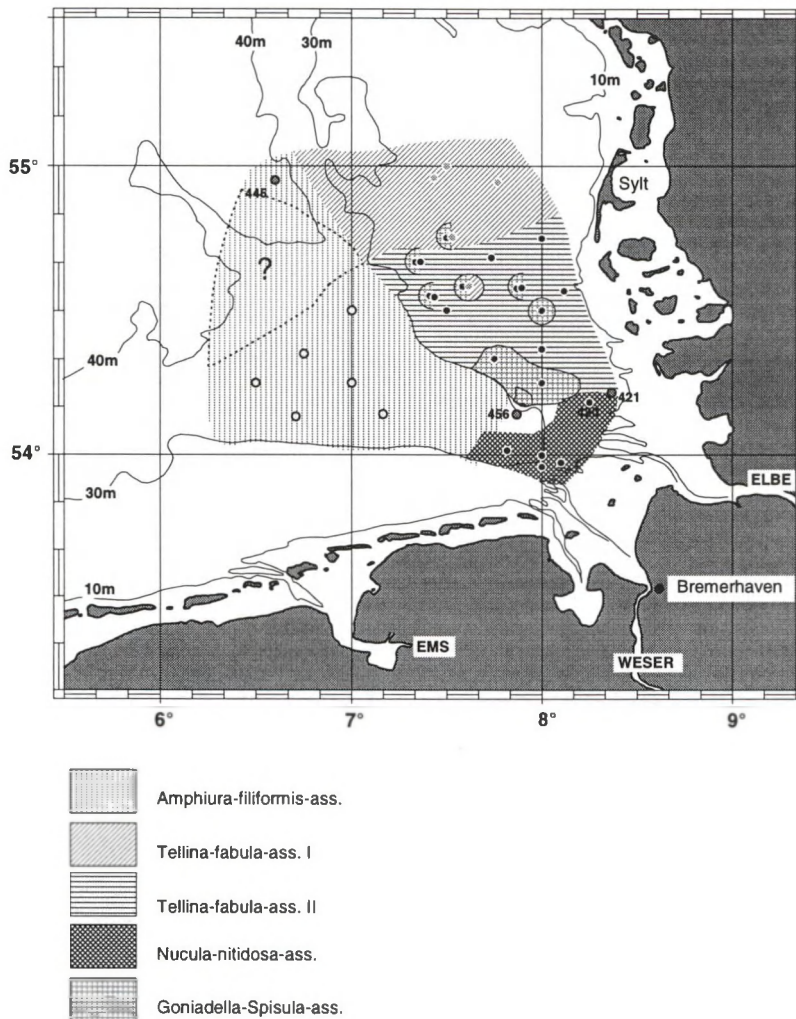 40m 30m
10m
55°
Sylt
445
?
40m
421
456
54°
ELBE
30m
10m
Bremerhaven
EMS
WESER
6° 7° 8° 9°
Amphiura-filiformis-ass.
Tellina-fabula-ass. I
Tellina-fabula-ass. II
Nucula-nitidosa-ass.
Goniadella-Spisula-ass.